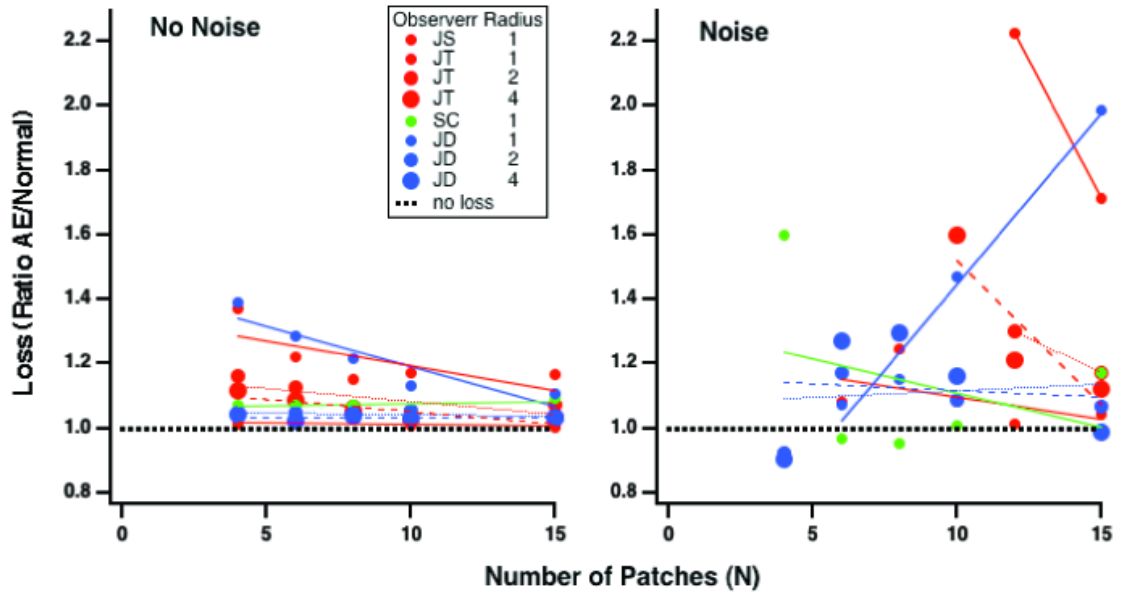 No Noise
Noise
Observerr Radius
JS 1
JT 1
JT 2
JT 4
SC 1
JD 1
JD 2
JD 4
no loss
Loss (Ratio AE/Normal)
2.2
2.0
1.8
1.6
1.4
1.2
1.0
0.8
0
5
10
15
2.2
2.0
1.8
1.6
1.4
1.2
1.0
0.8
0
5
10
15
Number of Patches (N)